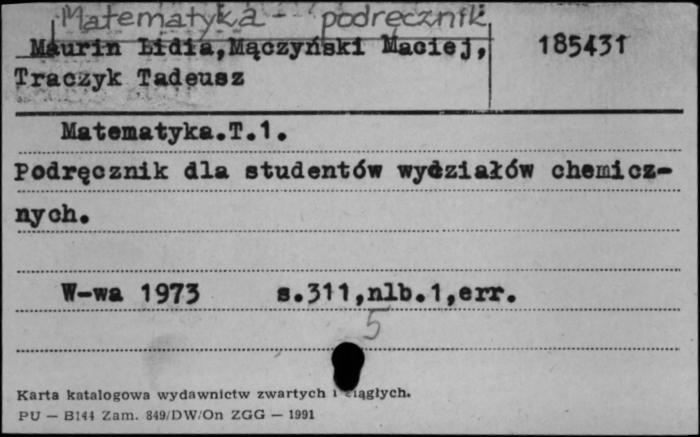 Matematyka - podręcznik
Maurin Lidia,Mączyński Maciej,
185431
Traczyk Tadeusz
Matematyka.T.1.
Podręcznik dla studentów wydziałów chemicz-
nych.
W-wa 1973 s.311,nlb.1,err.
5
Karta katalogowa wydawnictw zwartych i ciągłych.
PU — B144 Zam. 849/DW/On ZGG — 1991